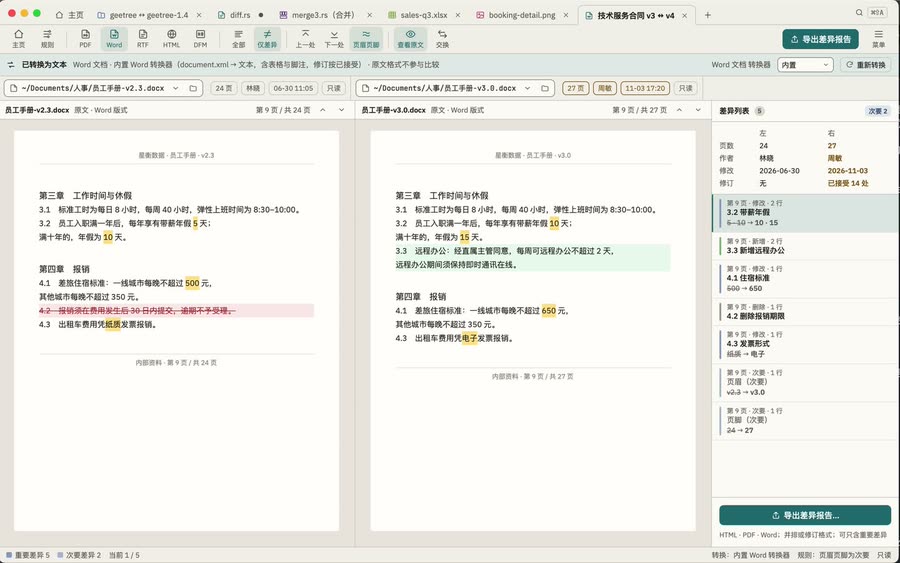 主页 geetree ↔ geetree-1.4 diff.rs merge3.rs（合并） sales-q3.xlsx booking-detail.png 技术服务合同 v3 ↔ v4
主页 规则 PDF Word RTF HTML DFM 全部 仅差异 上一处 下一处 页眉页脚 查看原文 交换 导出差异报告 菜单
已转换为文本 Word 文档 · 内置 Word 转换器（document.xml → 文本，含表格与脚注，修订按已接受） · 原文格式不参与比较 Word 文档转换器 内置 重新转换
~/Documents/人事/员工手册-v2.3.docx 24 页 林晓 06-30 11:05 只读 ~/Documents/人事/员工手册-v3.0.docx 27 页 周敏 11-03 17:20 只读
员工手册-v2.3.docx 原文 · Word 版式 第 9 页 / 共 24 页
星衡数据 · 员工手册 · v2.3
第三章 工作时间与休假
3.1 标准工时为每日 8 小时，每周 40 小时，弹性上班时间为 8:30–10:00。
3.2 员工入职满一年后，每年享有带薪年假 5 天；
满十年的，年假为 10 天。
第四章 报销
4.1 差旅住宿标准：一线城市每晚不超过 500 元，
其他城市每晚不超过 350 元。
4.2 报销须在费用发生后 30 日内提交，逾期不予受理。
4.3 出租车费用凭纸质发票报销。
内部资料 · 第 9 页 / 共 24 页
员工手册-v3.0.docx 原文 · Word 版式 第 9 页 / 共 27 页
星衡数据 · 员工手册 · v3.0
第三章 工作时间与休假
3.1 标准工时为每日 8 小时，每周 40 小时，弹性上班时间为 8:30–10:00。
3.2 员工入职满一年后，每年享有带薪年假 10 天；
满十年的，年假为 15 天。
3.3 远程办公：经直属主管同意，每周可远程办公不超过 2 天，
远程办公期间须保持即时通讯在线。
第四章 报销
4.1 差旅住宿标准：一线城市每晚不超过 650 元，
其他城市每晚不超过 350 元。
4.3 出租车费用凭电子发票报销。
内部资料 · 第 9 页 / 共 27 页
差异列表 5 次要 2
左 右
页数 24 27
作者 林晓 周敏
修改 2026-06-30 2026-11-03
修订 无 已接受 14 处
第 9 页 · 修改 · 2 行
3.2 带薪年假
5 · 10 → 10 · 15
第 9 页 · 新增 · 2 行
3.3 新增远程办公
第 9 页 · 修改 · 1 行
4.1 住宿标准
500 → 650
第 9 页 · 删除 · 1 行
4.2 删除报销期限
第 9 页 · 修改 · 1 行
4.3 发票形式
纸质 → 电子
第 9 页 · 次要 · 1 行
页眉（次要）
v2.3 → v3.0
第 9 页 · 次要 · 1 行
页脚（次要）
24 → 27
导出差异报告…
HTML · PDF · Word；并排或修订格式；可只含重要差异
重要差异 5 次要差异 2 当前 1 / 5 转换：内置 Word 转换器 规则：页眉页脚为次要 只读